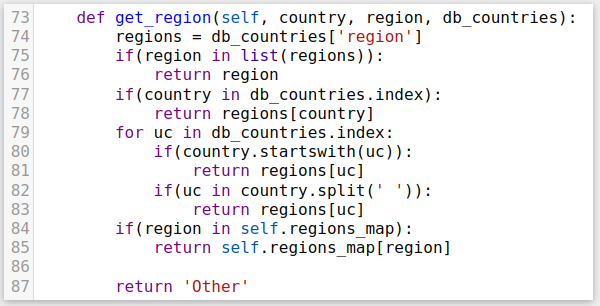 73    def get_region(self, country, region, db_countries):
74        regions = db_countries['region']
75        if(region in list(regions)):
76            return region
77        if(country in db_countries.index):
78            return regions[country]
79        for uc in db_countries.index:
80            if(country.startswith(uc)):
81                return regions[uc]
82            if(uc in country.split(' ')):
83                return regions[uc]
84        if(region in self.regions_map):
85            return self.regions_map[region]
86
87        return 'Other'